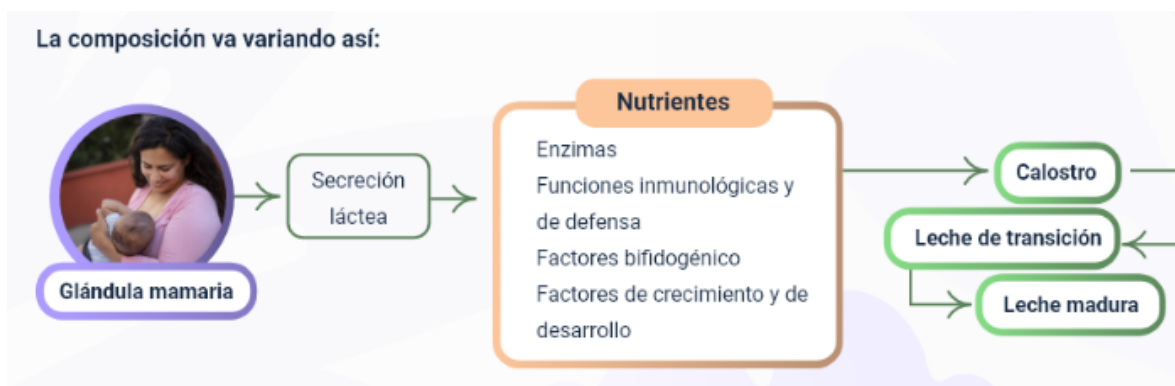 La composición va variando así:
Glándula mamaria
Secreción
láctea
Nutrientes
Enzimas
Funciones inmunológicas y
de defensa
Factores bifidogénico
Factores de crecimiento y de
desarrollo
Calostro
Leche de transición
Leche madura